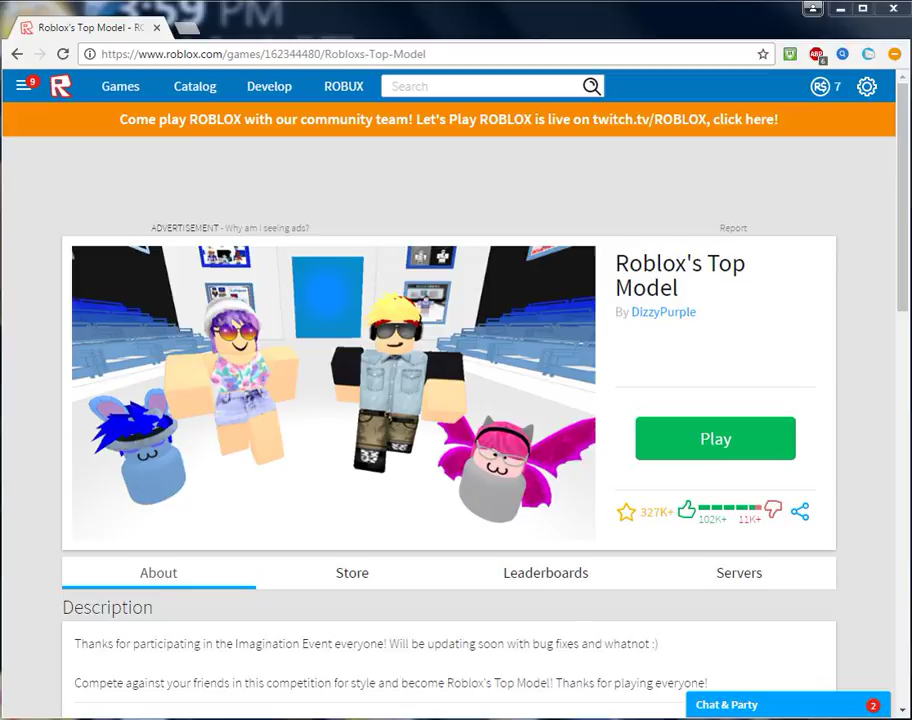 3:59 PM
Roblox's Top Model - RO
https://www.roblox.com/games/162344480/Robloxs-Top-Model
6
9
Games
Catalog
Develop
ROBUX
Search
R$ 7
Come play ROBLOX with our community team! Let's Play ROBLOX is live on twitch.tv/ROBLOX, click here!
ADVERTISEMENT - Why am I seeing ads?
Report
Roblox's Top
Model
By DizzyPurple
Play
327K+
102K+
11K+
About
Store
Leaderboards
Servers
Description
Thanks for participating in the Imagination Event everyone! Will be updating soon with bug fixes and whatnot :)
Compete against your friends in this competition for style and become Roblox's Top Model! Thanks for playing everyone!
Chat & Party
2